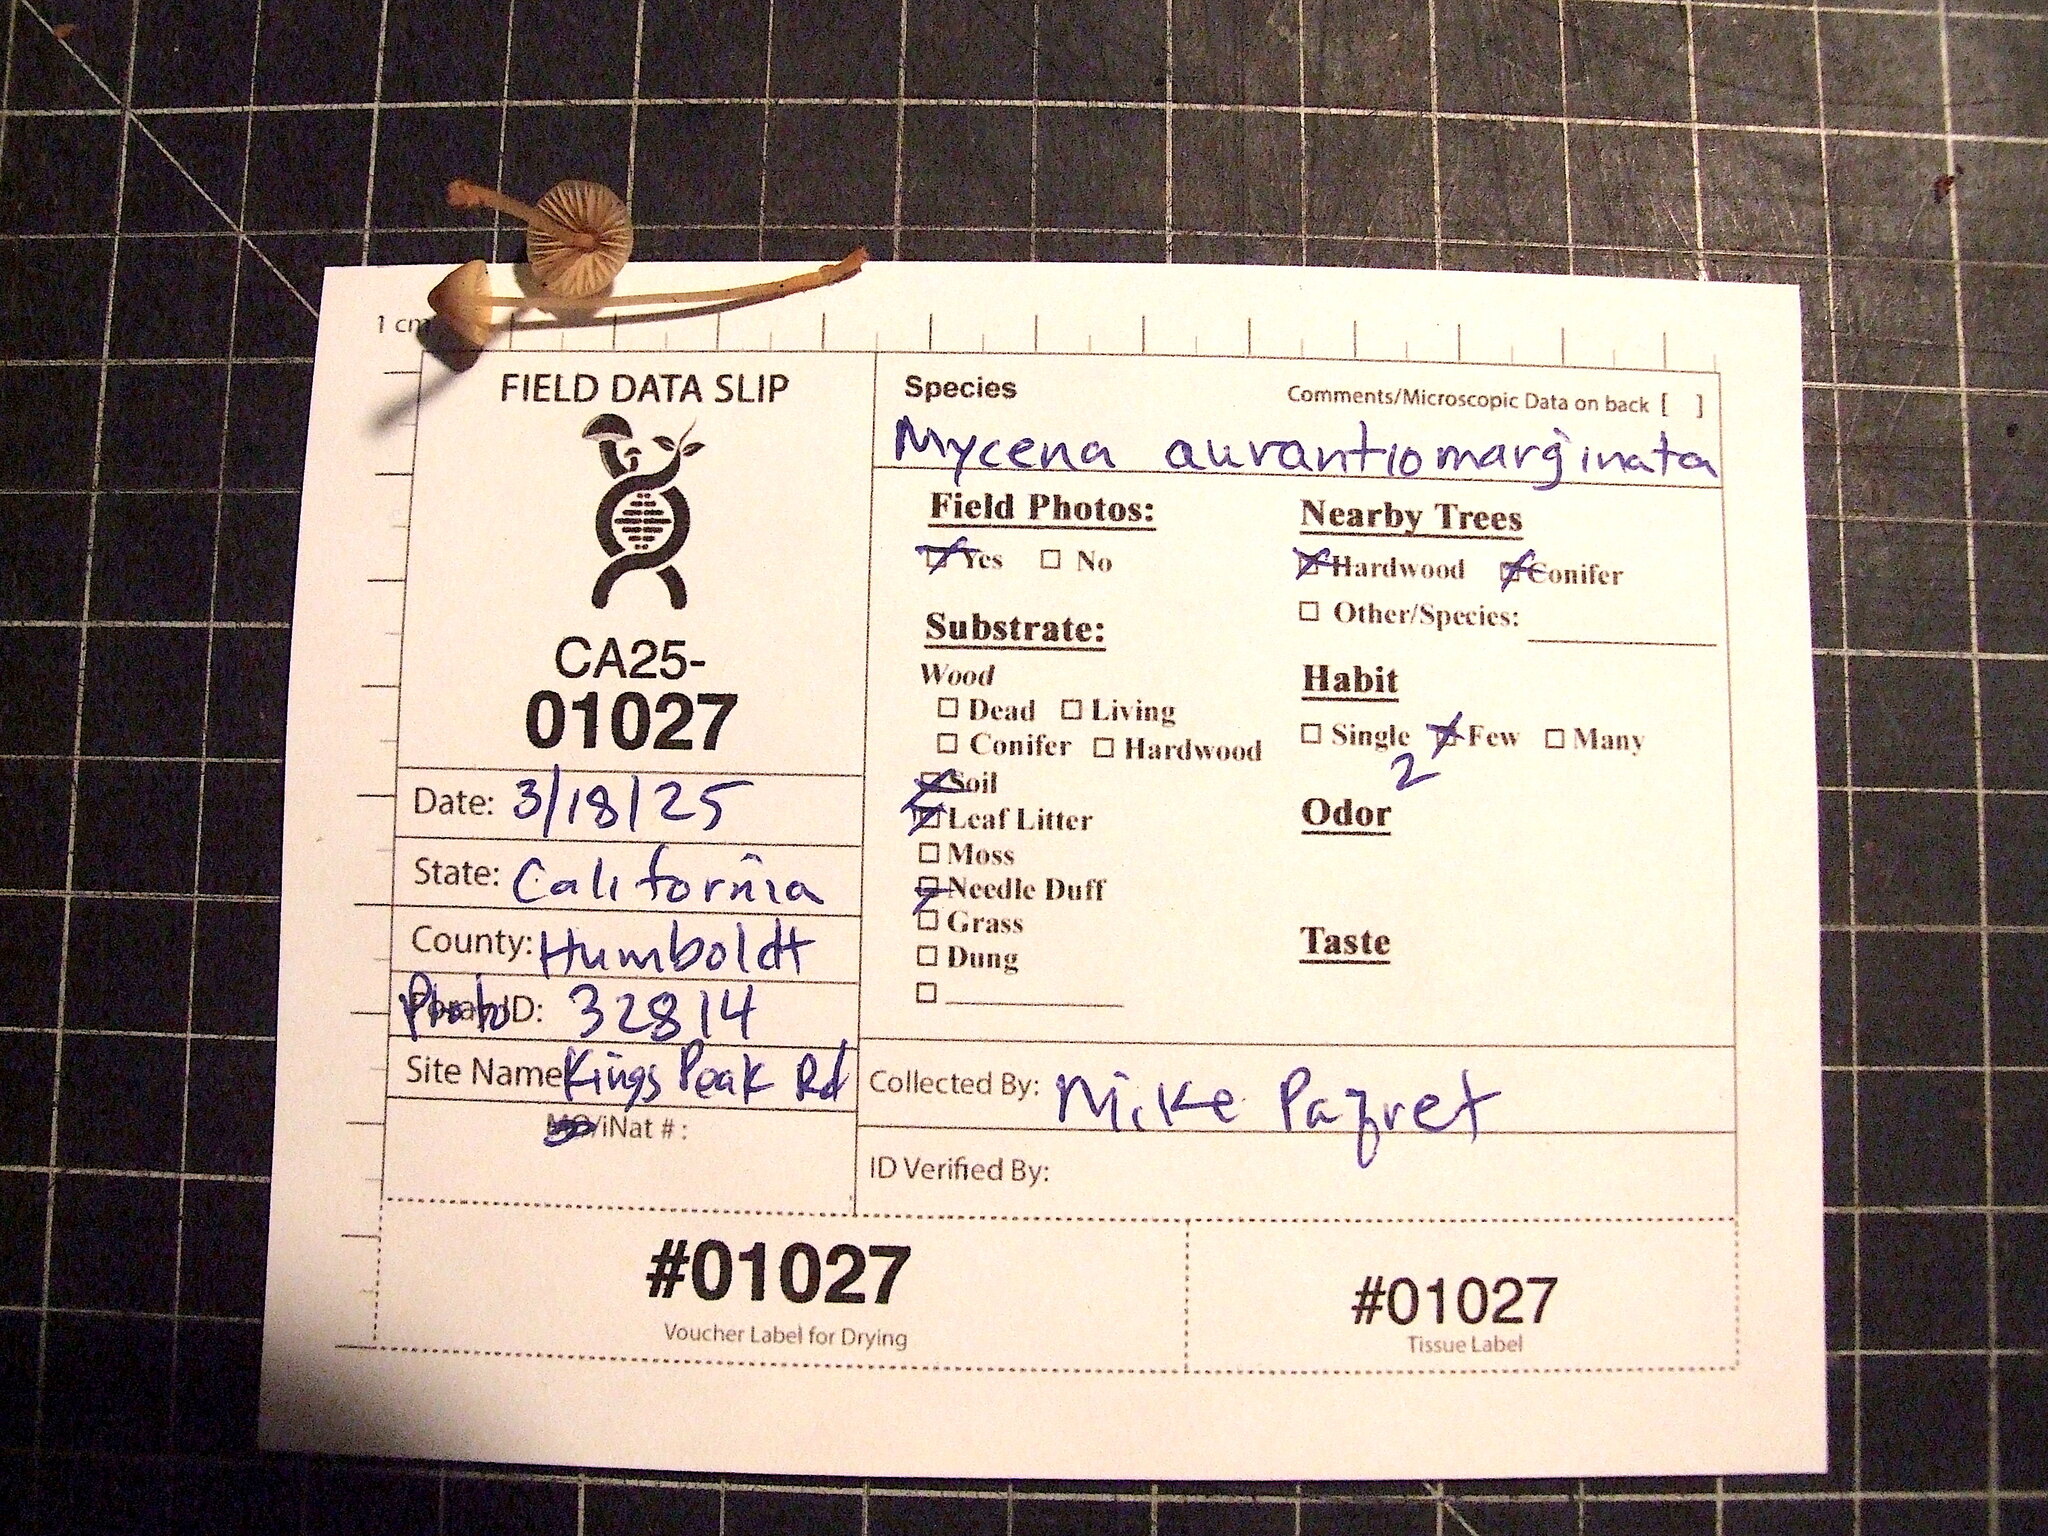 1 cm
FIELD DATA SLIP
CA25-
01027
Date: 3/18/25
State: California
County: Humboldt
Photo ID: 32814
Site Name Kings Peak Rd
/iNat # :
Species
Comments/Microscopic Data on back [ ]
Mycena aurantiomarginata
Field Photos:
Yes No
Substrate:
Wood
Dead Living
Conifer Hardwood
Soil
Leaf Litter
Moss
Needle Duff
Grass
Dung
Nearby Trees
Hardwood Conifer
Other/Species:
Habit
Single Few Many
2
Odor
Taste
Collected By: Mike
ID Verified By:
#01027
Voucher Label for Drying
#01027
Tissue Label